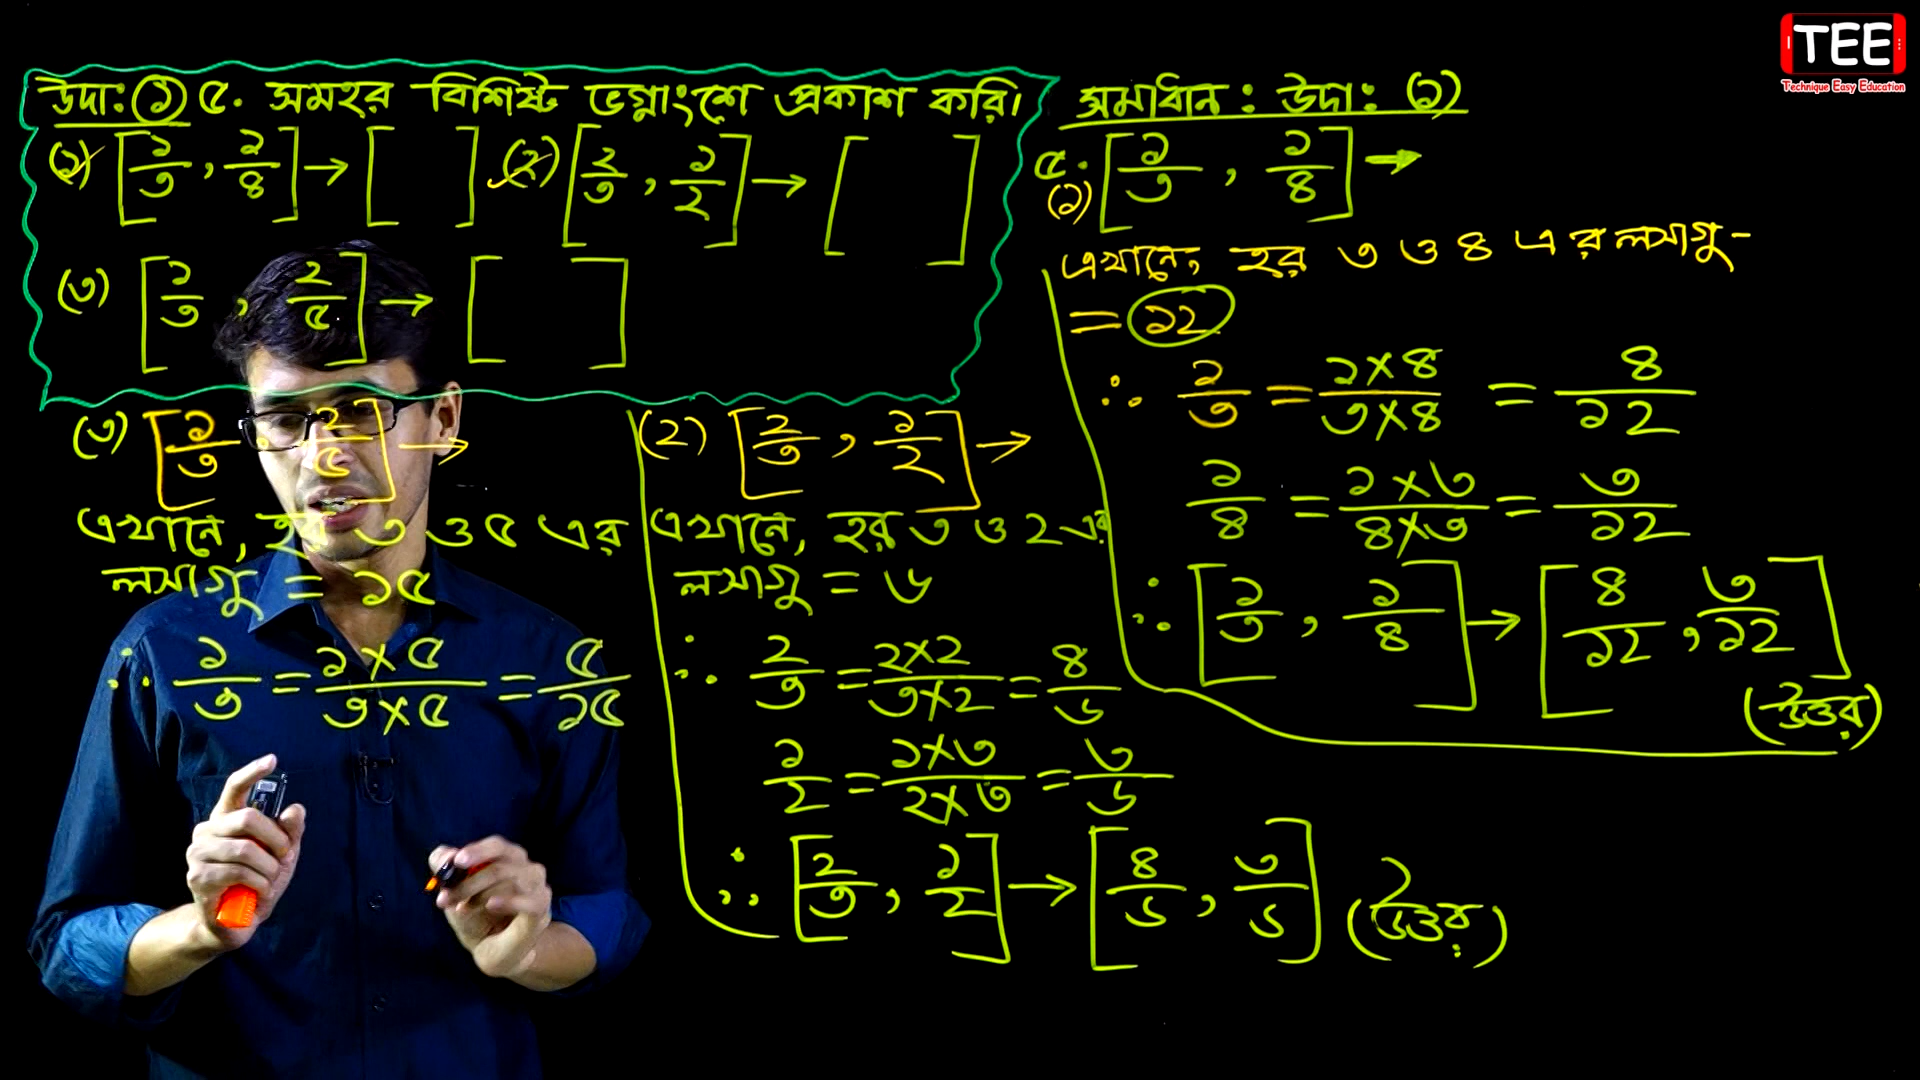 TEE
Technique Easy Education
উদা: (১) ৫. সমহর বিশিষ্ট ভগ্নাংশে প্রকাশ করি।
(১) [১/৩, ১/৪] → [ ] (২) [২/৩, ১/২] → [ ]
(৩) [১/৩, ২/৫] → [ ]
সমাধান: উদা: (১)
৫. (১) [১/৩, ১/৪] →
এখানে, হর ৩ ও ৪ এর লসাগু-
= ১২
∴ ১/৩ = ১×৪/৩×৪ = ৪/১২
১/৪ = ১×৩/৪×৩ = ৩/১২
∴ [১/৩, ১/৪] → [৪/১২, ৩/১২]
(উত্তর)
(2) [২/৩, ১/২] →
এখানে, হর ৩ ও ২ এর
লসাগু = ৬
∴ ২/৩ = ২×২/৩×২ = ৪/৬
১/২ = ১×৩/২×৩ = ৩/৬
∴ [২/৩, ১/২] → [৪/৬, ৩/৬] (উত্তর)
(৩) [১/৩, ২/৫] →
এখানে, হর ৩ ও ৫ এর
লসাগু = ১৫
∴ ১/৩ = ১×৫/৩×৫ = ৫/১৫